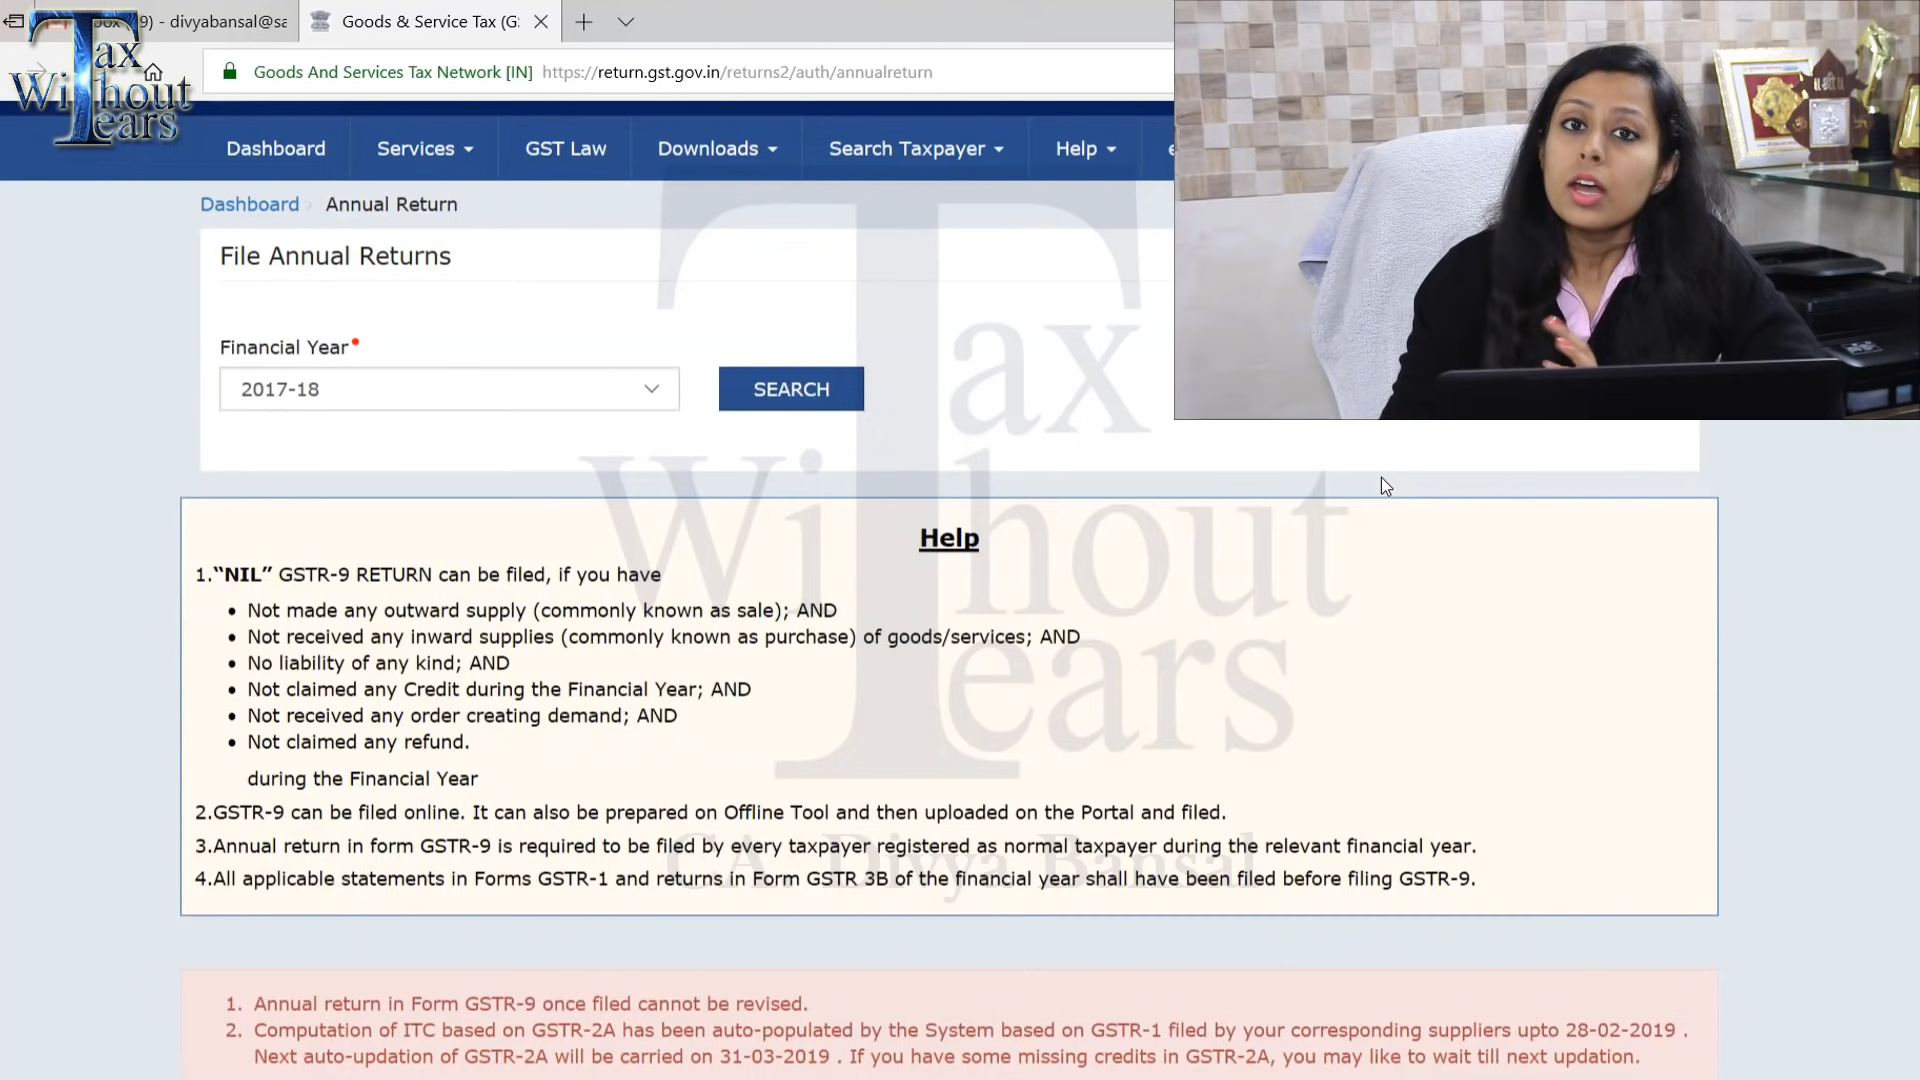 9) - divyabansal@sa
Goods & Service Tax (G
Tax
Without
Tears
Goods And Services Tax Network [IN] https://return.gst.gov.in/returns2/auth/annualreturn
Dashboard Services GST Law Downloads Search Taxpayer Help e
Dashboard › Annual Return
File Annual Returns
Financial Year
2017-18
SEARCH
Tax
Without
Tears
CA. Divya Bansal
Help
1."NIL" GSTR-9 RETURN can be filed, if you have
• Not made any outward supply (commonly known as sale); AND
• Not received any inward supplies (commonly known as purchase) of goods/services; AND
• No liability of any kind; AND
• Not claimed any Credit during the Financial Year; AND
• Not received any order creating demand; AND
• Not claimed any refund.
during the Financial Year
2.GSTR-9 can be filed online. It can also be prepared on Offline Tool and then uploaded on the Portal and filed.
3.Annual return in form GSTR-9 is required to be filed by every taxpayer registered as normal taxpayer during the relevant financial year.
4.All applicable statements in Forms GSTR-1 and returns in Form GSTR 3B of the financial year shall have been filed before filing GSTR-9.
1. Annual return in Form GSTR-9 once filed cannot be revised.
2. Computation of ITC based on GSTR-2A has been auto-populated by the System based on GSTR-1 filed by your corresponding suppliers upto 28-02-2019 .
Next auto-updation of GSTR-2A will be carried on 31-03-2019 . If you have some missing credits in GSTR-2A, you may like to wait till next updation.